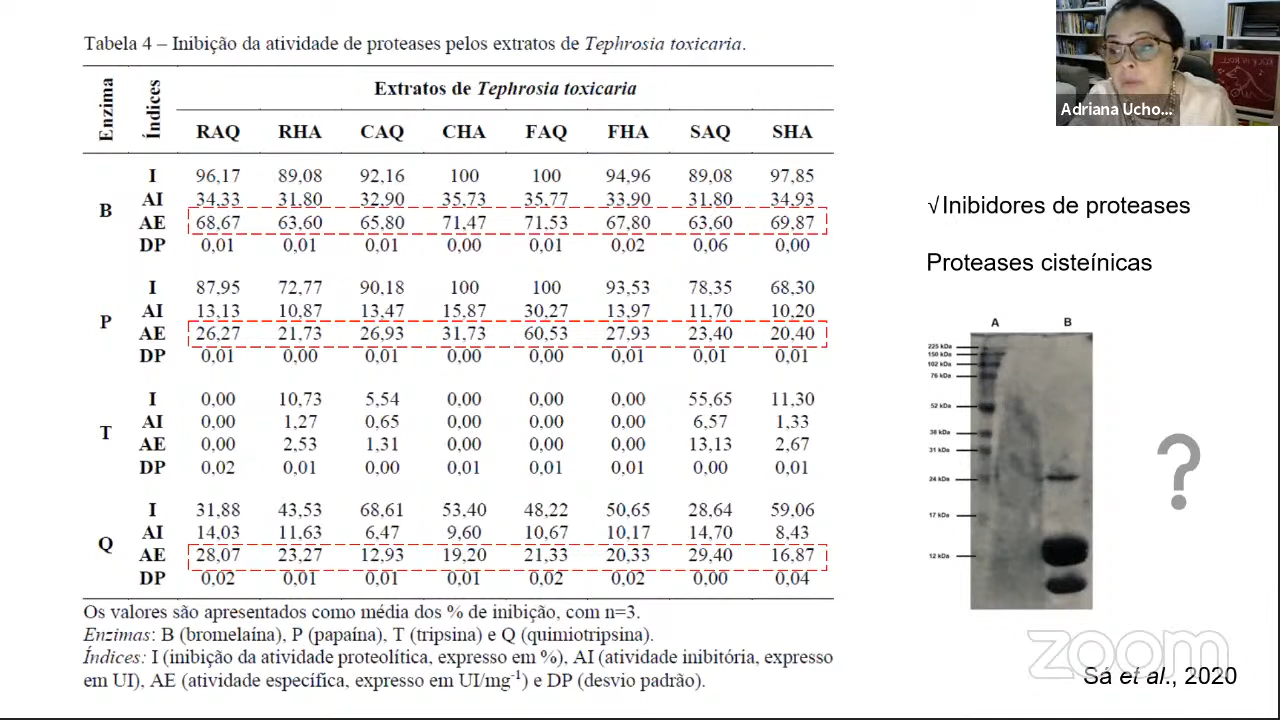 Tabela 4 – Inibição da atividade de proteases pelos extratos de Tephrosia toxicaria.
Enzima Índices Extratos de Tephrosia toxicaria
RAQ RHA CAQ CHA FAQ FHA SAQ SHA
B
I 96,17 89,08 92,16 100 100 94,96 89,08 97,85
AI 34,33 31,80 32,90 35,73 35,77 33,90 31,80 34,93
AE 68,67 63,60 65,80 71,47 71,53 67,80 63,60 69,87
DP 0,01 0,01 0,01 0,00 0,01 0,02 0,06 0,00
P
I 87,95 72,77 90,18 100 100 93,53 78,35 68,30
AI 13,13 10,87 13,47 15,87 30,27 13,97 11,70 10,20
AE 26,27 21,73 26,93 31,73 60,53 27,93 23,40 20,40
DP 0,01 0,00 0,01 0,00 0,00 0,01 0,01 0,01
T
I 0,00 10,73 5,54 0,00 0,00 0,00 55,65 11,30
AI 0,00 1,27 0,65 0,00 0,00 0,00 6,57 1,33
AE 0,00 2,53 1,31 0,00 0,00 0,00 13,13 2,67
DP 0,02 0,01 0,00 0,01 0,01 0,01 0,00 0,01
Q
I 31,88 43,53 68,61 53,40 48,22 50,65 28,64 59,06
AI 14,03 11,63 6,47 9,60 10,67 10,17 14,70 8,43
AE 28,07 23,27 12,93 19,20 21,33 20,33 29,40 16,87
DP 0,02 0,01 0,01 0,01 0,02 0,02 0,00 0,04
Os valores são apresentados como média dos % de inibição, com n=3.
Enzimas: B (bromelaína), P (papaína), T (tripsina) e Q (quimiotripsina).
Índices: I (inibição da atividade proteolítica, expresso em %), AI (atividade inibitória, expresso
em UI), AE (atividade específica, expresso em UI/mg⁻¹) e DP (desvio padrão).
Adriana Ucho...
√Inibidores de proteases
Proteases cisteínicas
A B
225 kDa
150 kDa
102 kDa
76 kDa
52 kDa
38 kDa
31 kDa
24 kDa
17 kDa
12 kDa
?
zoom
Sá et al., 2020